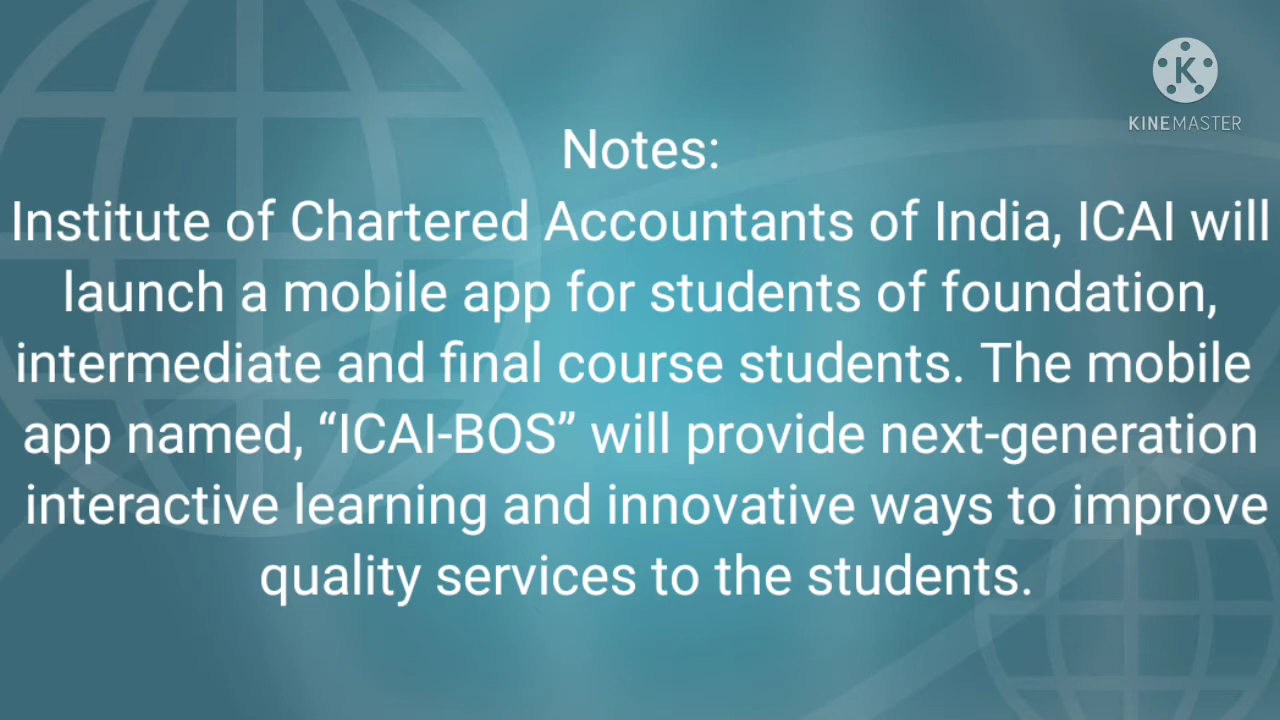 K
KINEMASTER
Notes:
Institute of Chartered Accountants of India, ICAI will
launch a mobile app for students of foundation,
intermediate and final course students. The mobile
app named, “ICAI-BOS” will provide next-generation
interactive learning and innovative ways to improve
quality services to the students.